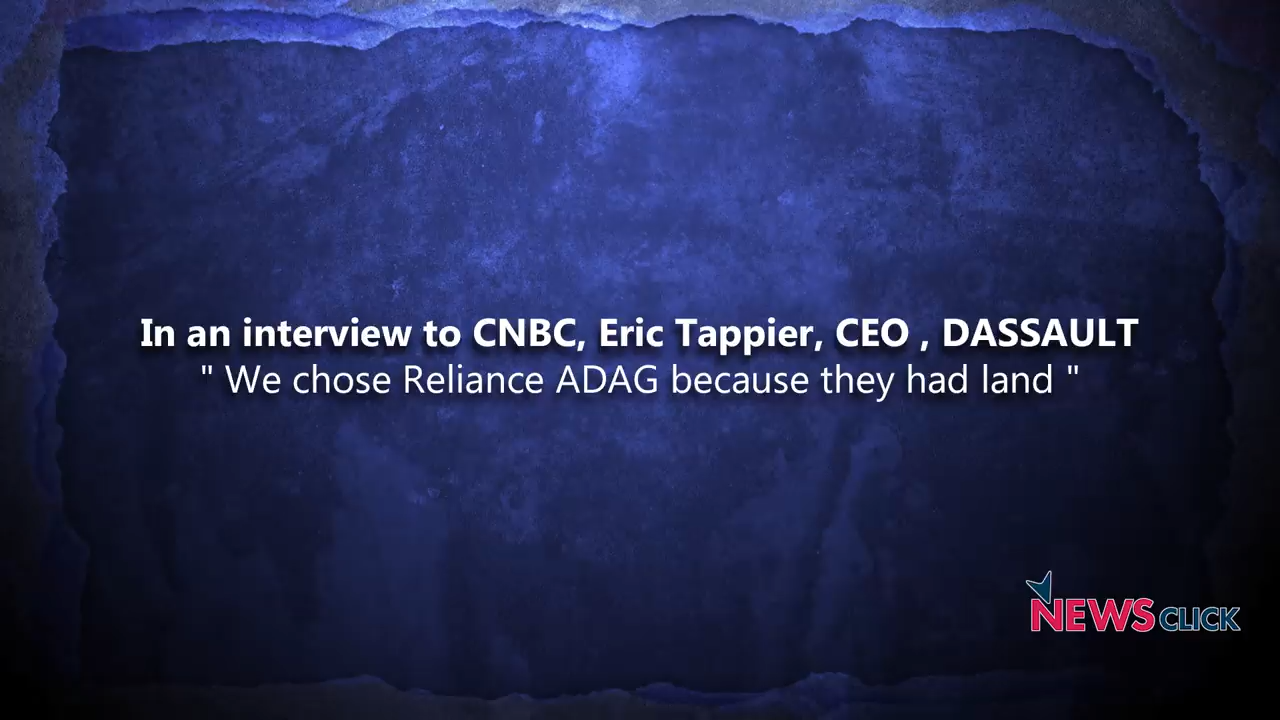 In an interview to CNBC, Eric Tappier, CEO , DASSAULT
" We chose Reliance ADAG because they had land "
NEWSCLICK